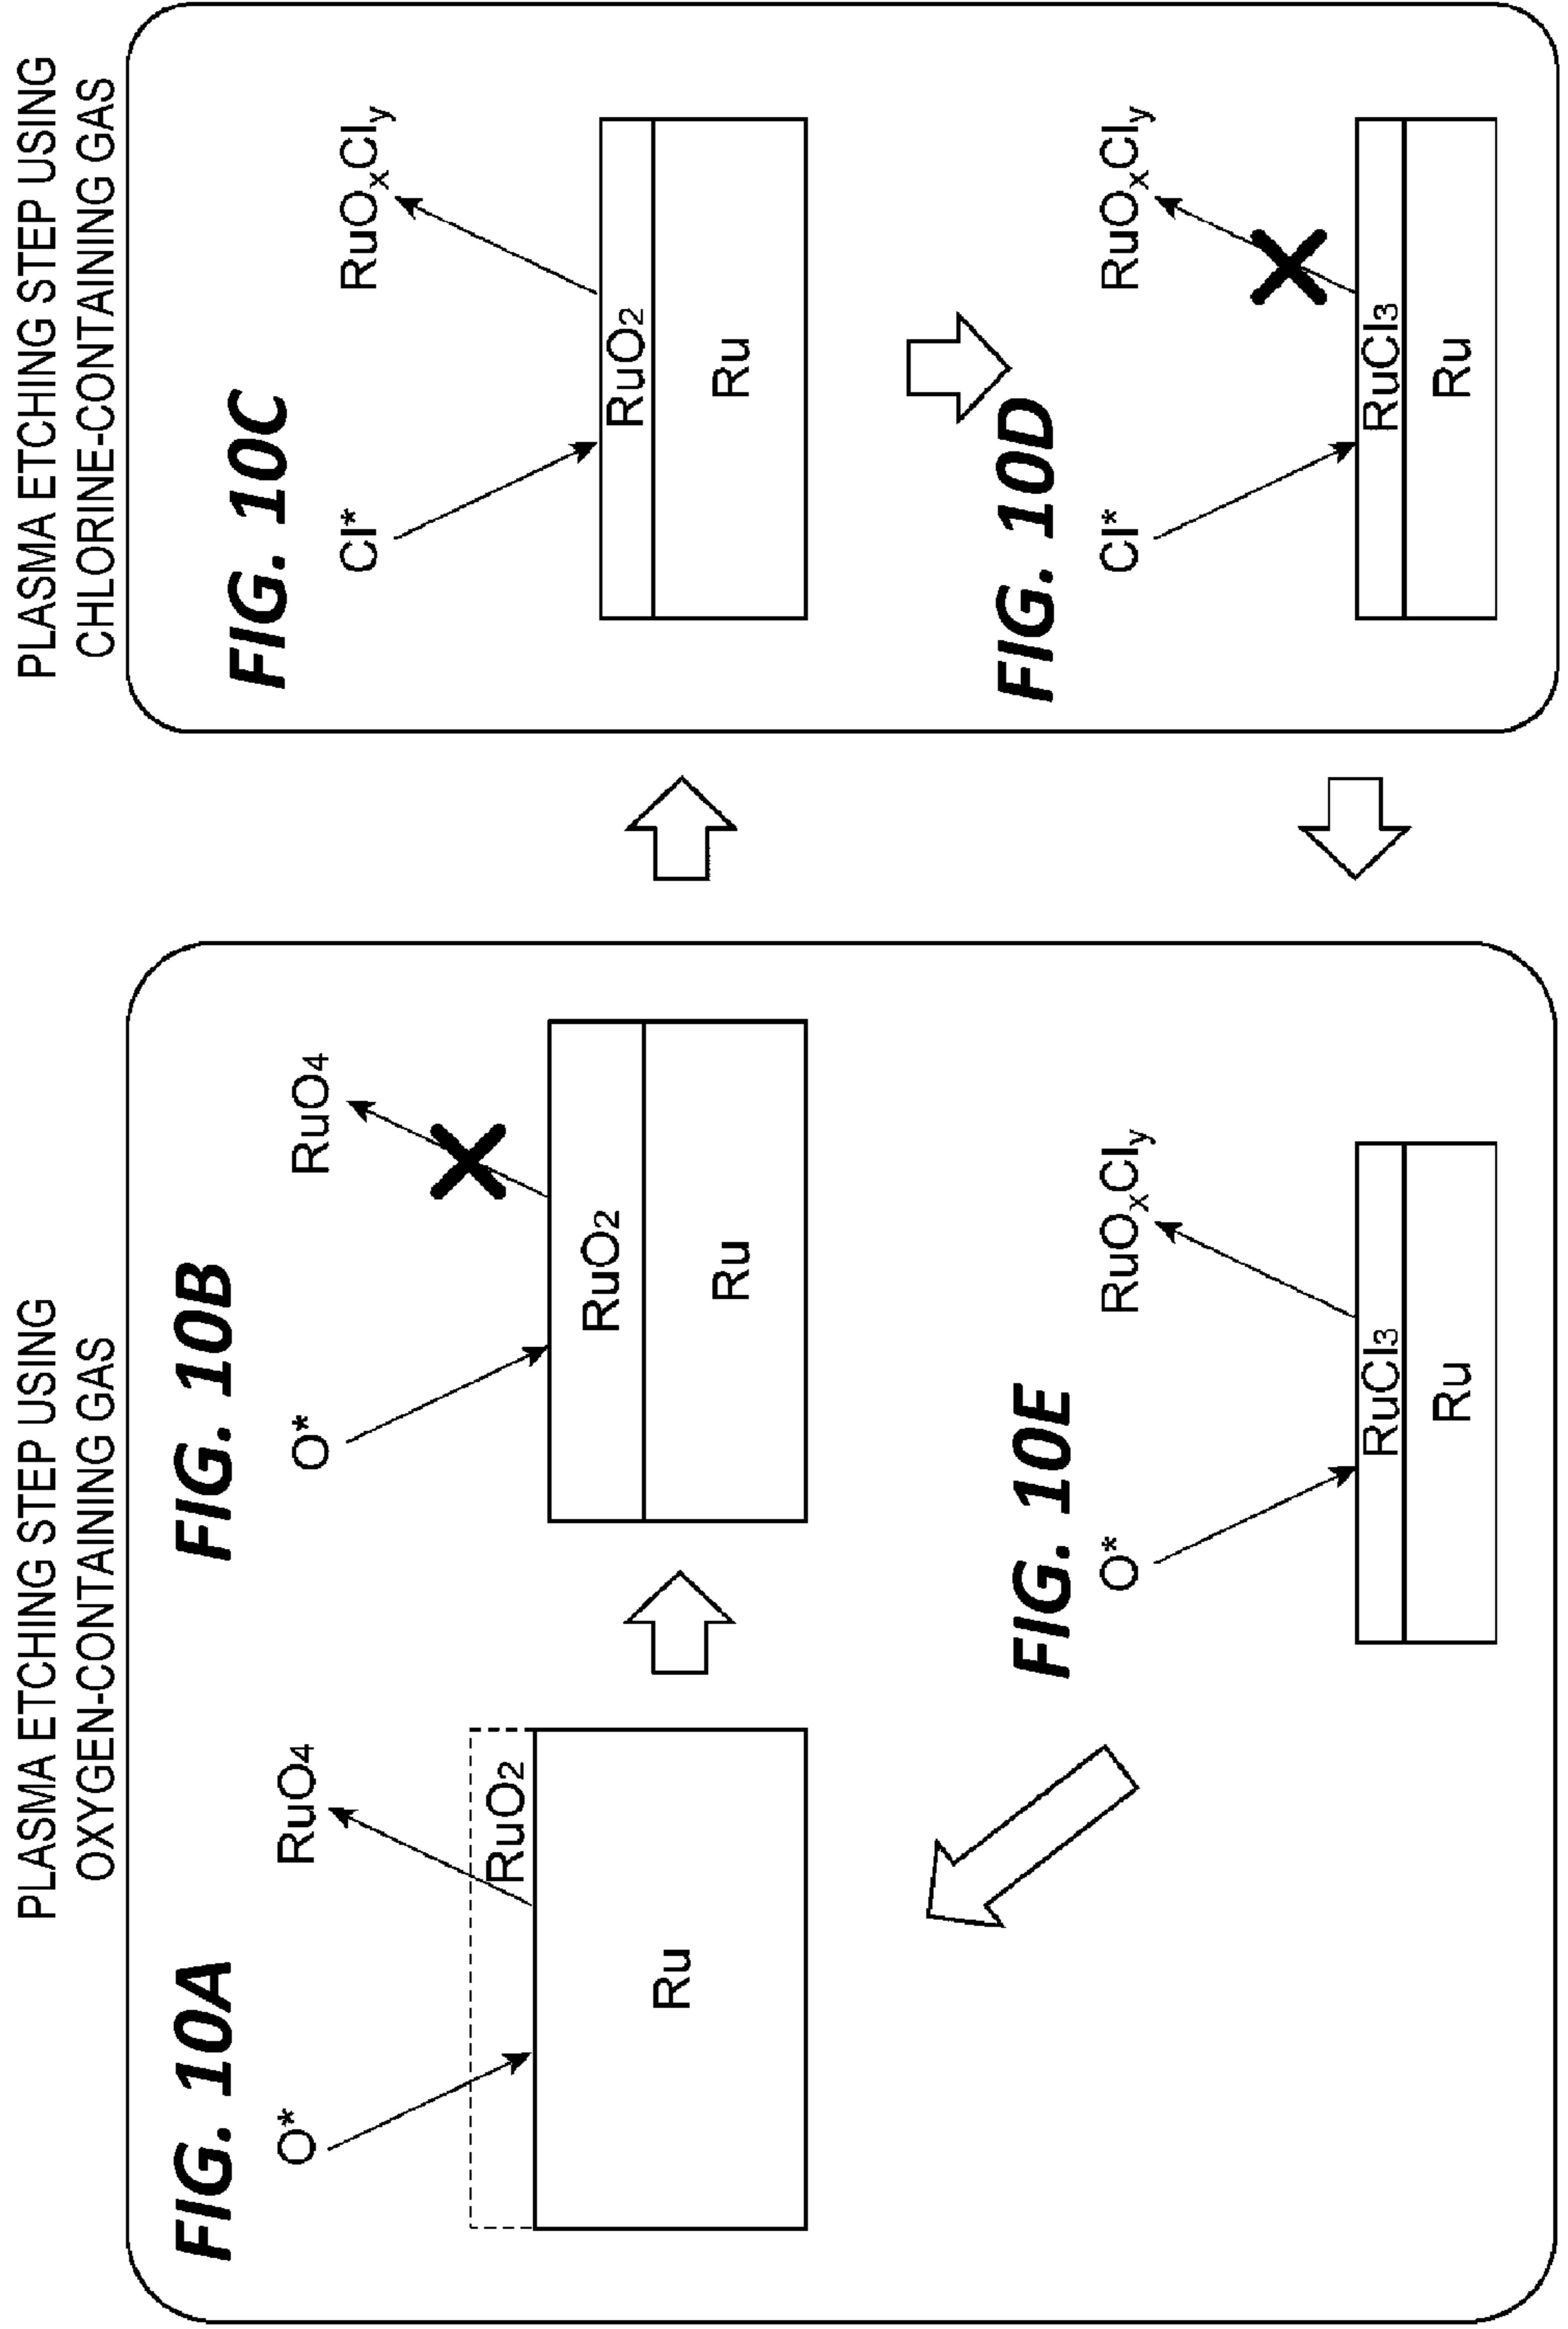 PLASMA ETCHING STEP USING
OXYGEN-CONTAINING GAS
FIG. 10A
O*
RuO4
RuO2
Ru
FIG. 10B
O*
RuO4
RuO2
Ru
FIG. 10E
O*
RuOxCly
RuCl3
Ru
PLASMA ETCHING STEP USING
CHLORINE-CONTAINING GAS
FIG. 10C
Cl*
RuOxCly
RuO2
Ru
FIG. 10D
Cl*
RuOxCly
RuCl3
Ru